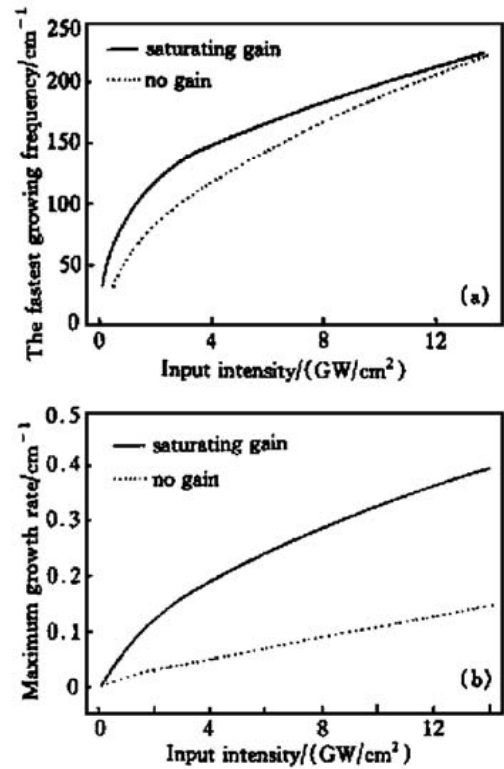 The fastest growing frequency/cm⁻¹
250
200
150
100
50
0
saturating gain
no gain
(a)
0 4 8 12
Input intensity/(GW/cm²)
Maximum growth rate/cm⁻¹
0.5
0.4
0.3
0.2
0.1
0
saturating gain
no gain
(b)
0 4 8 12
Input intensity/(GW/cm²)